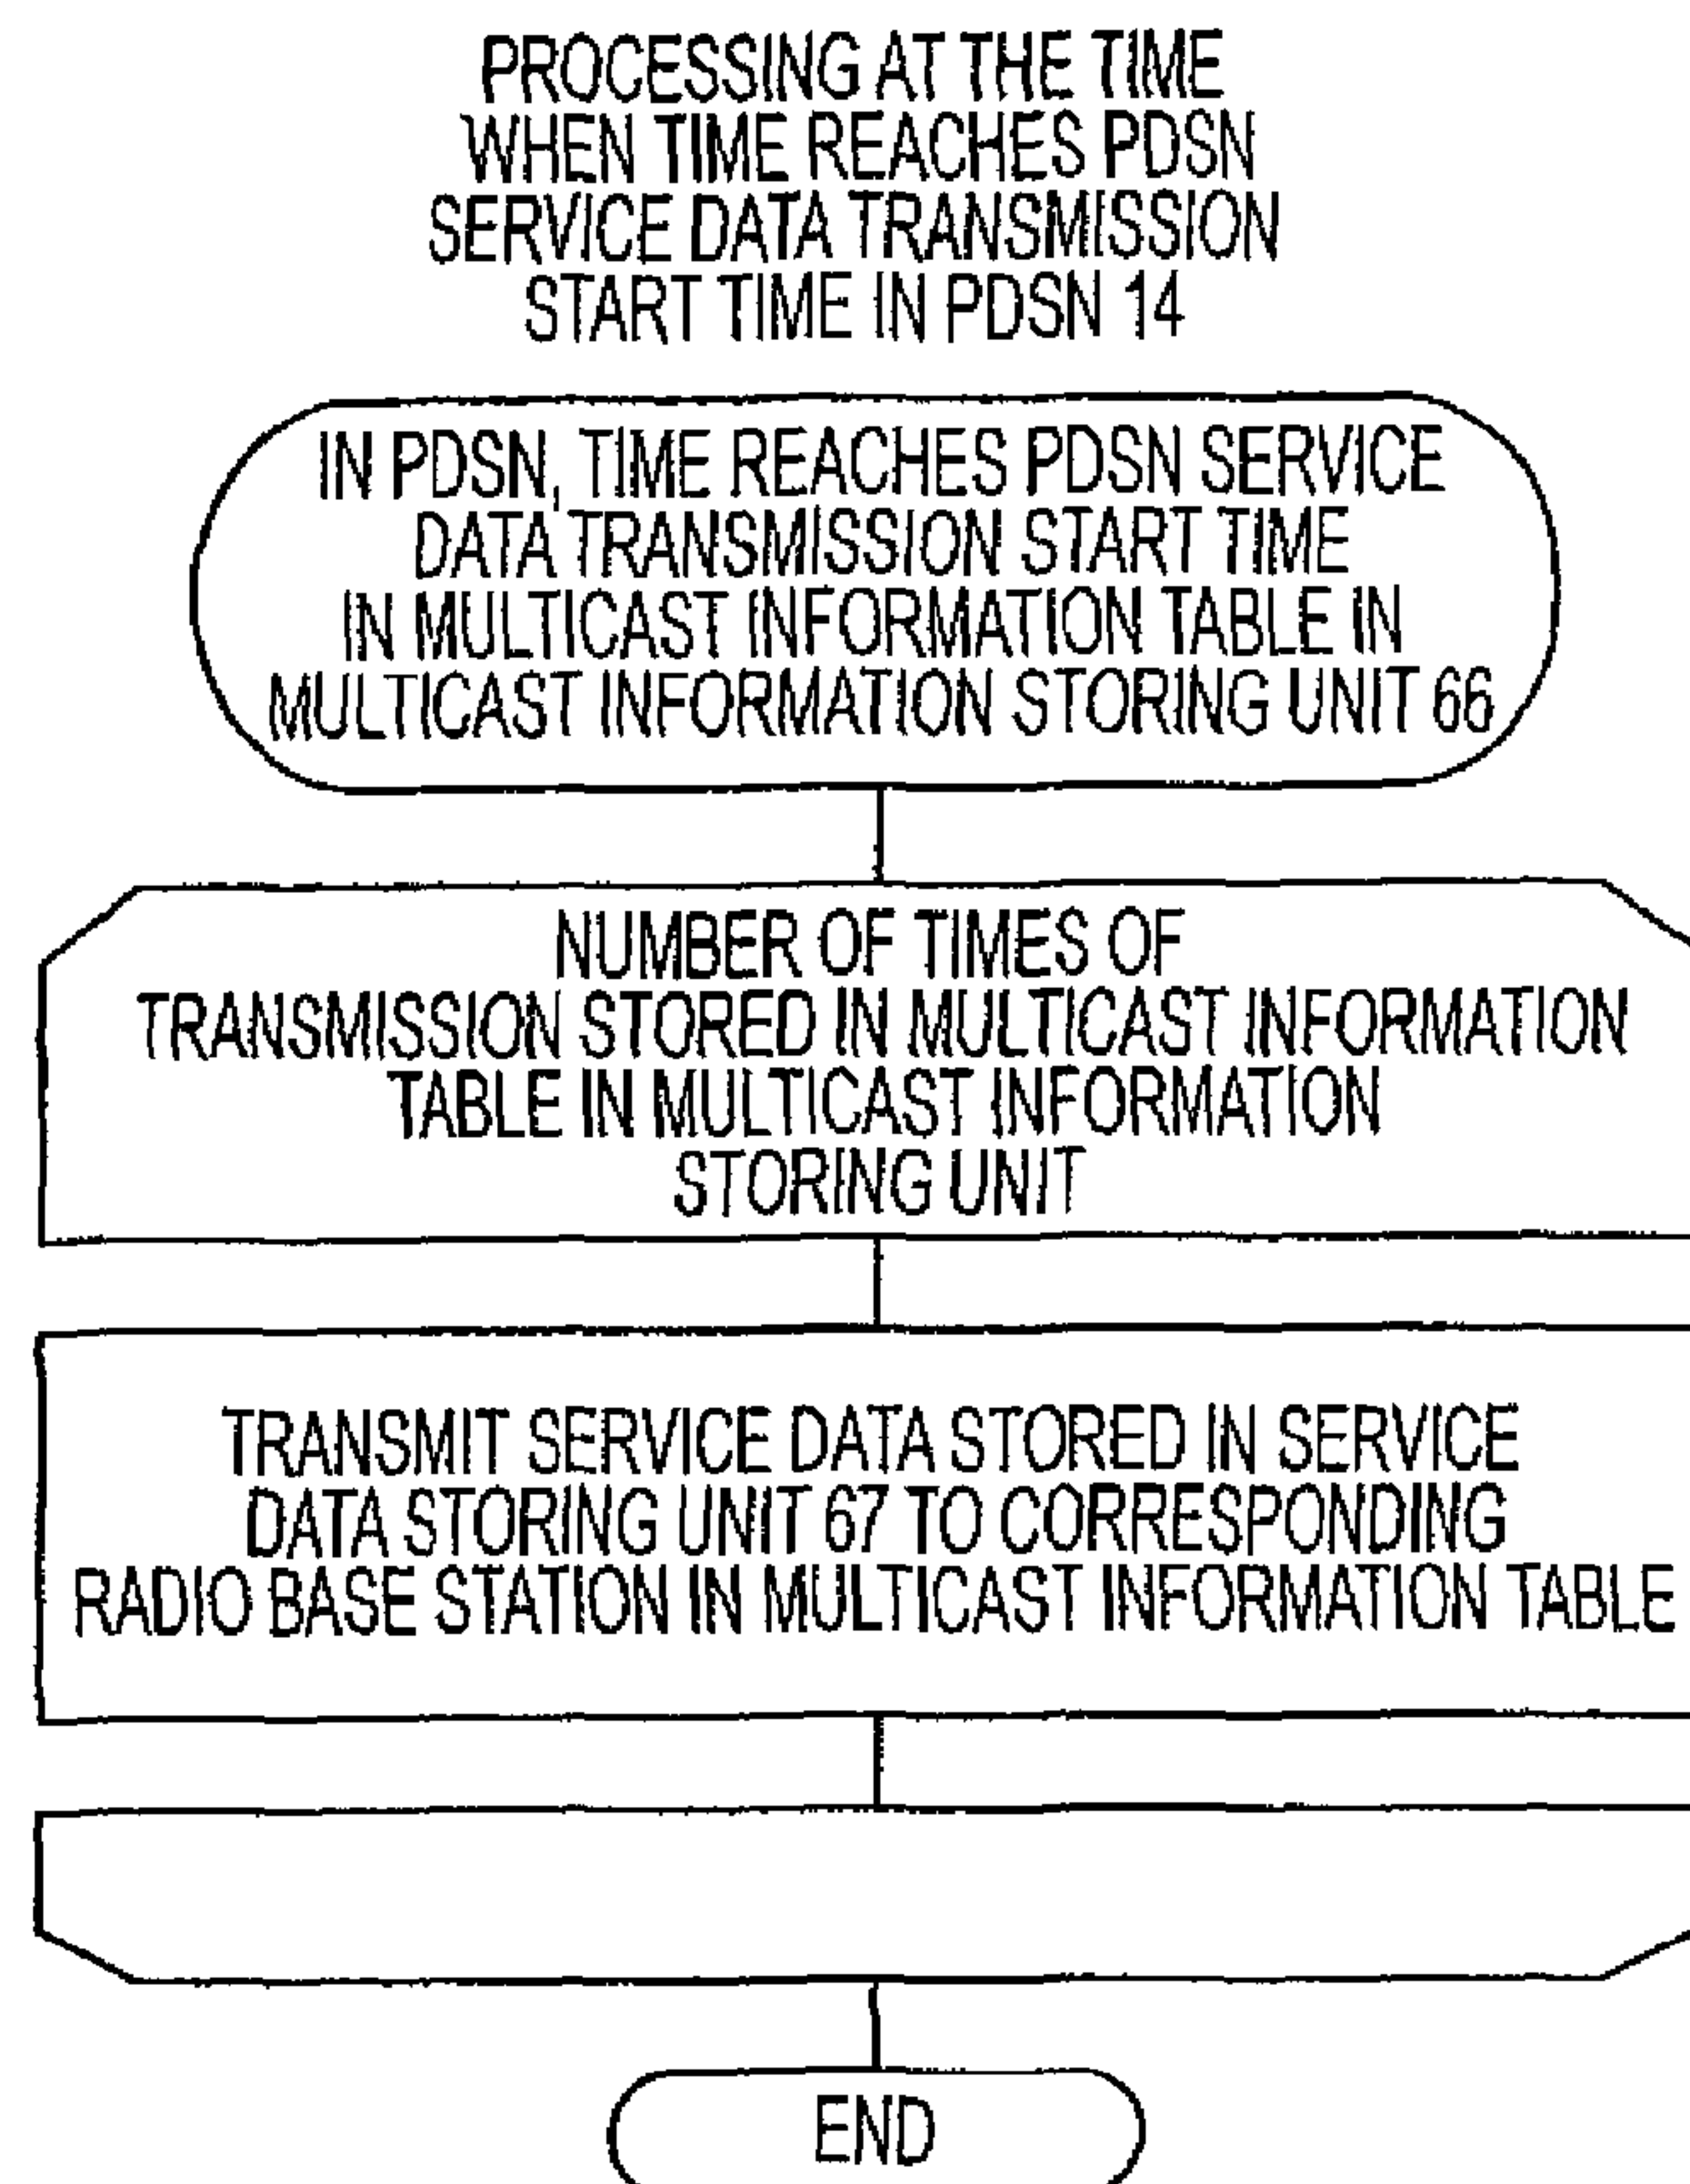 PROCESSING AT THE TIME
WHEN TIME REACHES PDSN
SERVICE DATA TRANSMISSION
START TIME IN PDSN 14
IN PDSN, TIME REACHES PDSN SERVICE
DATA TRANSMISSION START TIME
IN MULTICAST INFORMATION TABLE IN
MULTICAST INFORMATION STORING UNIT 66
NUMBER OF TIMES OF
TRANSMISSION STORED IN MULTICAST INFORMATION
TABLE IN MULTICAST INFORMATION
STORING UNIT
TRANSMIT SERVICE DATA STORED IN SERVICE
DATA STORING UNIT 67 TO CORRESPONDING
RADIO BASE STATION IN MULTICAST INFORMATION TABLE
END